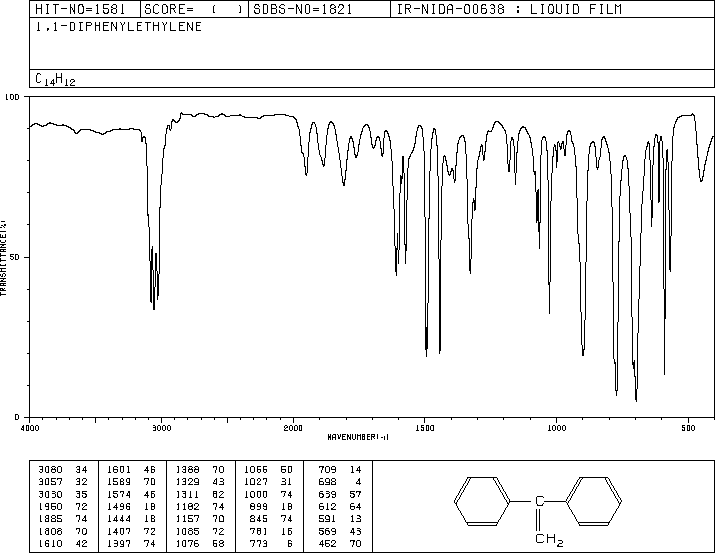 HIT-NO=1581 SCORE= ( ) SDBS-NO=1821 IR-NIDA-00638 : LIQUID FILM
1,1-DIPHENYLETHYLENE
C14H12
100
TRANSMITTANCE(%)
50
0
4000 3000 2000 1500 1000 500
WAVENUMBER(-1)
3080 34 1601 46 1388 70 1066 50 709 14
3057 32 1589 70 1329 43 1027 31 698 4
3030 35 1574 46 1311 62 1000 74 639 57
1950 72 1496 18 1182 74 899 18 612 64
1885 74 1444 18 1157 70 845 74 591 13
1808 70 1407 72 1085 72 781 16 569 43
1610 42 1397 74 1076 58 773 6 462 70
C
CH2